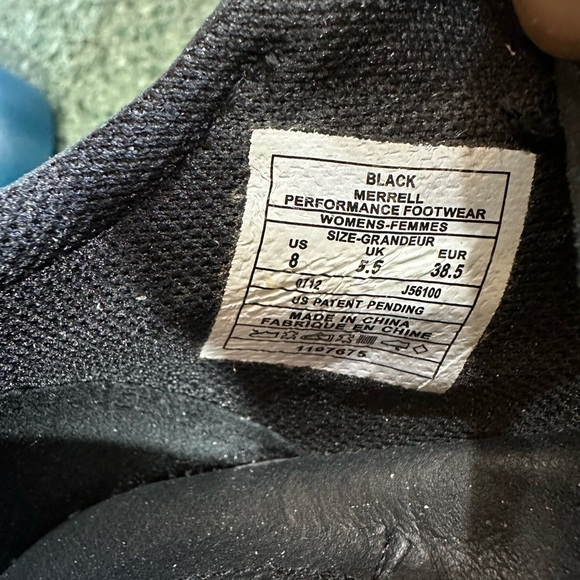 BLACK
MERRELL
PERFORMANCE FOOTWEAR
WOMENS-FEMMES
SIZE-GRANDEUR
US UK EUR
8 5.5 38.5
0712 J56100
US PATENT PENDING
MADE IN CHINA
FABRIQUE EN CHINE
1197675